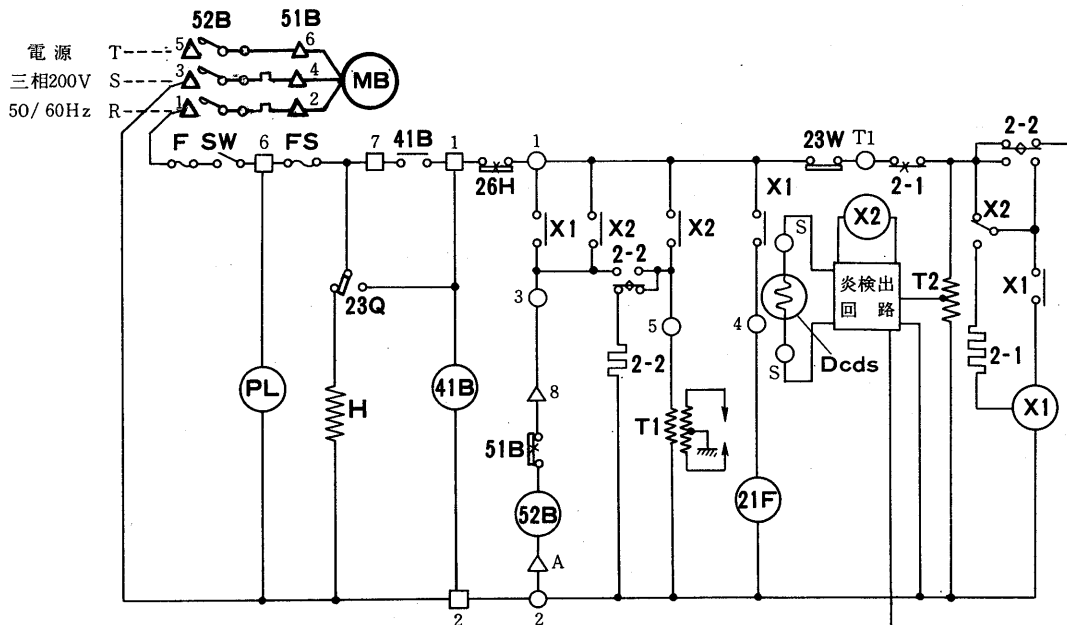 52B 51B
電源 T 5 6
三相200V S 3 4 MB
50/60Hz R 1 2
F SW 6 FS 7 41B 1 26H 1 23W T1 2-1 2-2
X1 X2 X2 X1 X2 X2
2-2 S 炎検出回路 T2 X1
23Q 3 5 4 Dcds 2-1
S
PL H 41B 8 2-2 T1 X1
51B
52B 21F
A
2 2